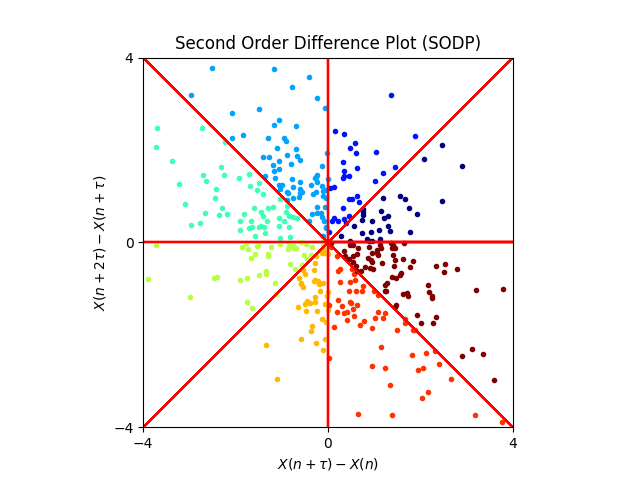 Second Order Difference Plot (SODP)
4
X(n + 2τ) − X(n + τ)
0
−4
−4 0 4
X(n + τ) − X(n)